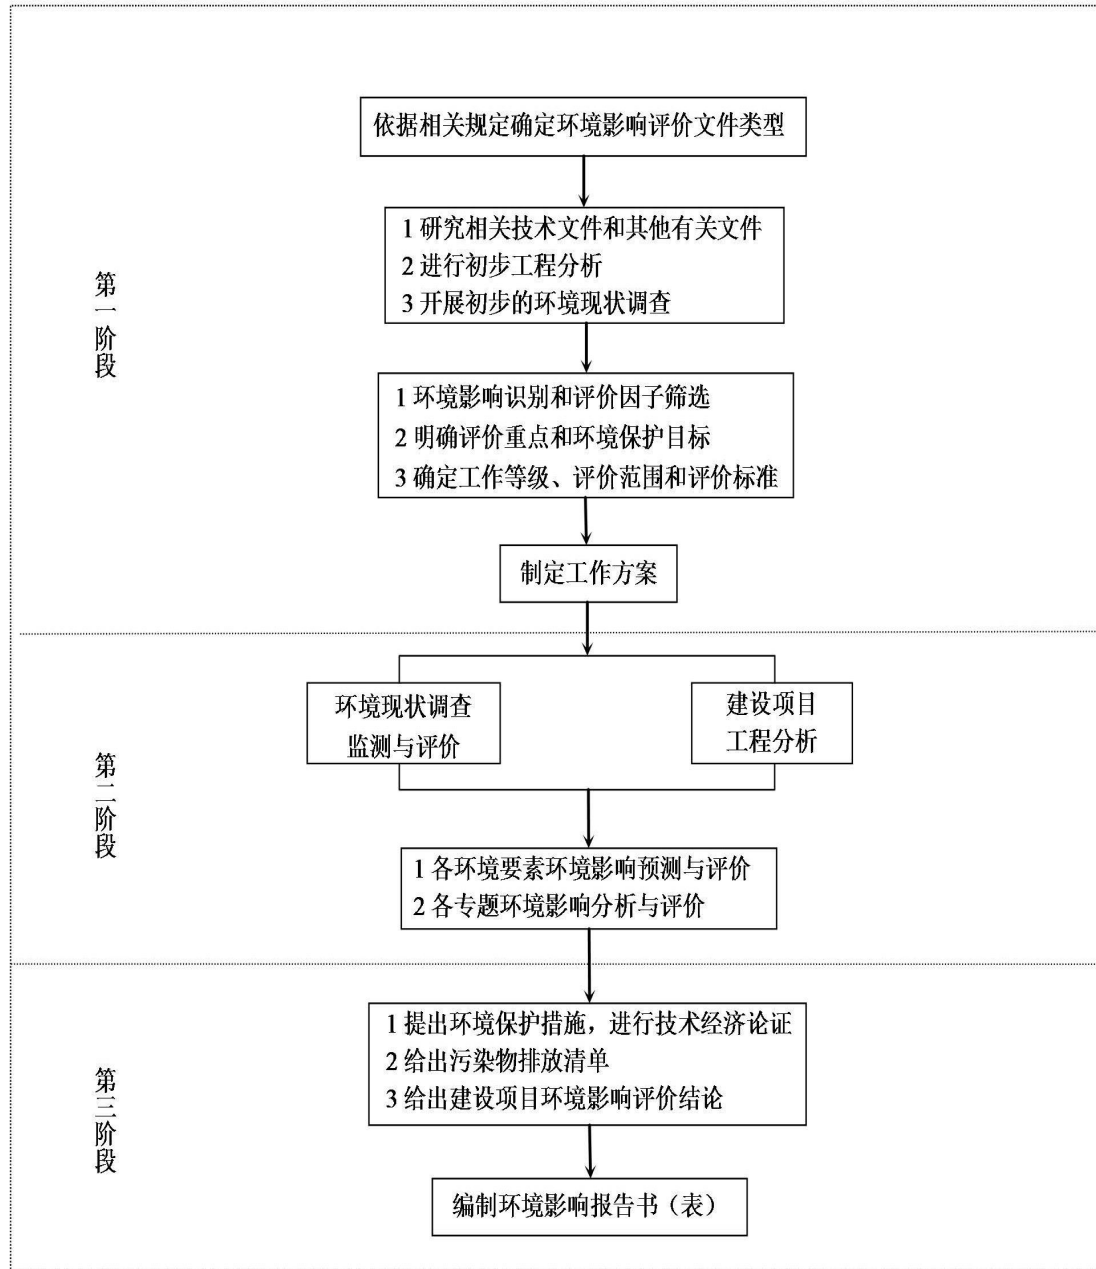 依据相关规定确定环境影响评价文件类型
1 研究相关技术文件和其他有关文件
2 进行初步工程分析
3 开展初步的环境现状调查
第一阶段
1 环境影响识别和评价因子筛选
2 明确评价重点和环境保护目标
3 确定工作等级、评价范围和评价标准
制定工作方案
环境现状调查
监测与评价
建设项目
工程分析
第二阶段
1 各环境要素环境影响预测与评价
2 各专题环境影响分析与评价
1 提出环境保护措施，进行技术经济论证
2 给出污染物排放清单
3 给出建设项目环境影响评价结论
第三阶段
编制环境影响报告书（表）